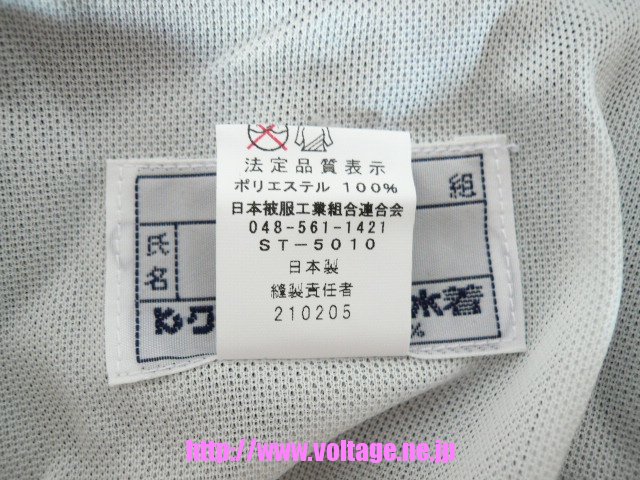 法定品質表示
ポリエステル 100%
日本被服工業組合連合会
048-561-1421
ST-5010
日本製
縫製責任者
210205
組
氏
名
水着
%
http://www.voltage.ne.jp